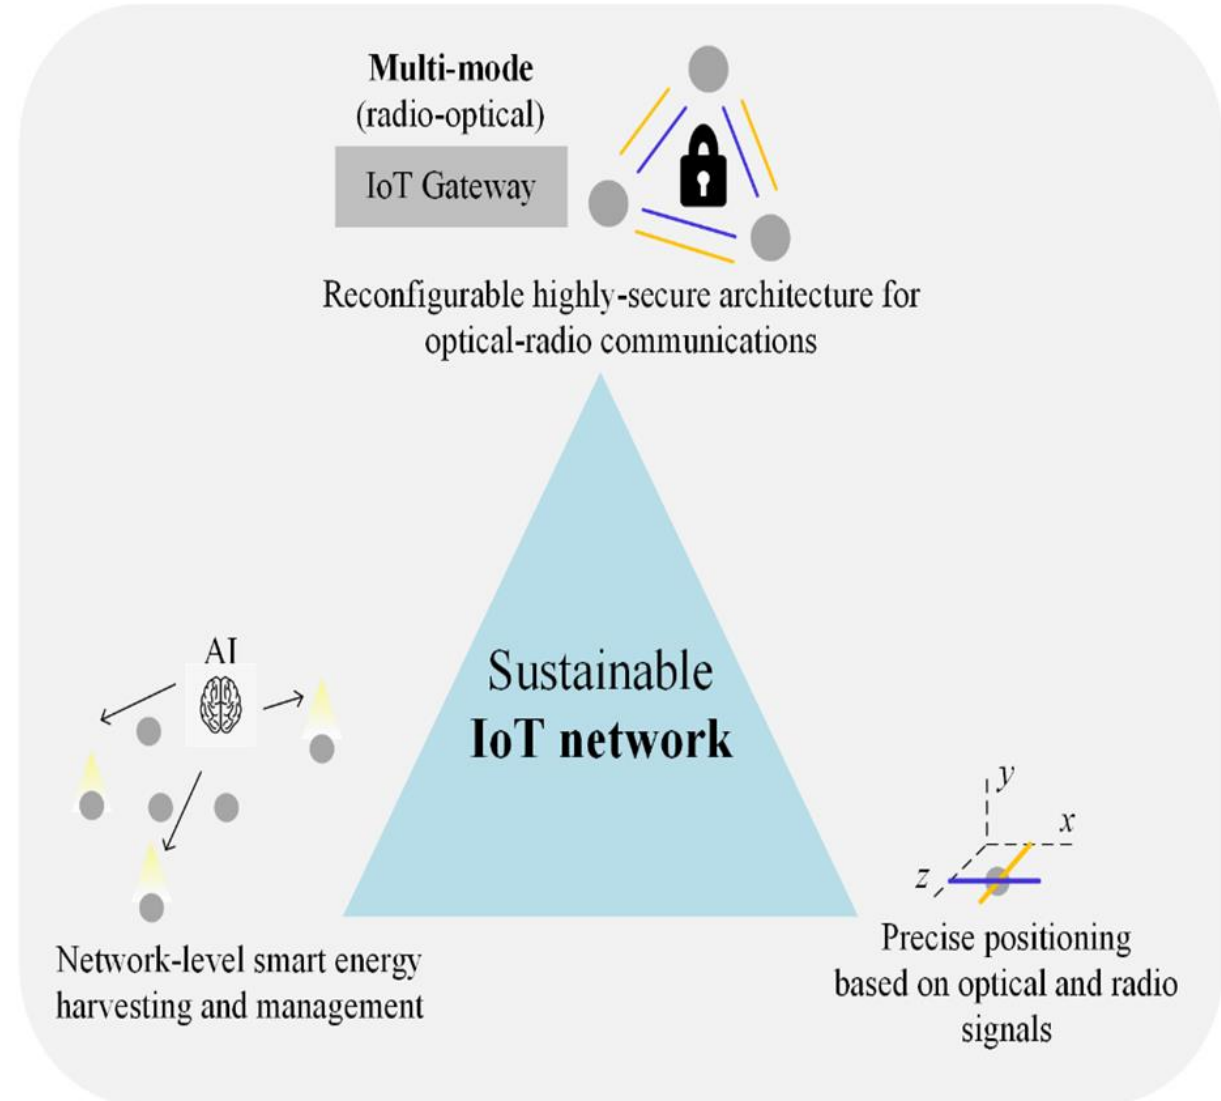 Multi-mode
(radio-optical)
IoT Gateway
Reconfigurable highly-secure architecture for
optical-radio communications
AI
Sustainable
IoT network
y
x
z
Network-level smart energy
harvesting and management
Precise positioning
based on optical and radio
signals